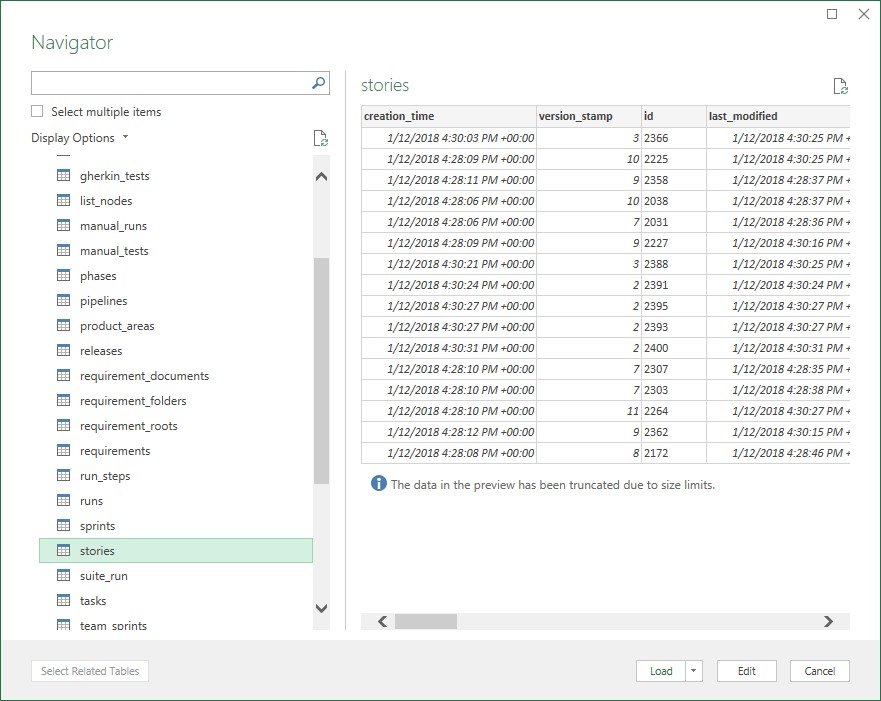 Navigator
Select multiple items
Display Options
gherkin_tests
list_nodes
manual_runs
manual_tests
phases
pipelines
product_areas
releases
requirement_documents
requirement_folders
requirement_roots
requirements
run_steps
runs
sprints
stories
suite_run
tasks
team_sprints
stories
creation_time version_stamp id last_modified
1/12/2018 4:30:03 PM +00:00 3 2366 1/12/2018 4:30:25 PM +
1/12/2018 4:28:09 PM +00:00 10 2225 1/12/2018 4:30:25 PM +
1/12/2018 4:28:11 PM +00:00 9 2358 1/12/2018 4:28:37 PM +
1/12/2018 4:28:06 PM +00:00 10 2038 1/12/2018 4:28:37 PM +
1/12/2018 4:28:06 PM +00:00 7 2031 1/12/2018 4:28:36 PM +
1/12/2018 4:28:09 PM +00:00 9 2227 1/12/2018 4:30:16 PM +
1/12/2018 4:30:21 PM +00:00 3 2388 1/12/2018 4:30:25 PM +
1/12/2018 4:30:24 PM +00:00 2 2391 1/12/2018 4:30:24 PM +
1/12/2018 4:30:27 PM +00:00 2 2395 1/12/2018 4:30:27 PM +
1/12/2018 4:30:27 PM +00:00 2 2393 1/12/2018 4:30:27 PM +
1/12/2018 4:30:31 PM +00:00 2 2400 1/12/2018 4:30:31 PM +
1/12/2018 4:28:10 PM +00:00 7 2307 1/12/2018 4:28:35 PM +
1/12/2018 4:28:10 PM +00:00 7 2303 1/12/2018 4:28:38 PM +
1/12/2018 4:28:10 PM +00:00 11 2264 1/12/2018 4:30:27 PM +
1/12/2018 4:28:12 PM +00:00 9 2362 1/12/2018 4:30:15 PM +
1/12/2018 4:28:08 PM +00:00 8 2172 1/12/2018 4:28:46 PM +
The data in the preview has been truncated due to size limits.
Select Related Tables
Load Edit Cancel